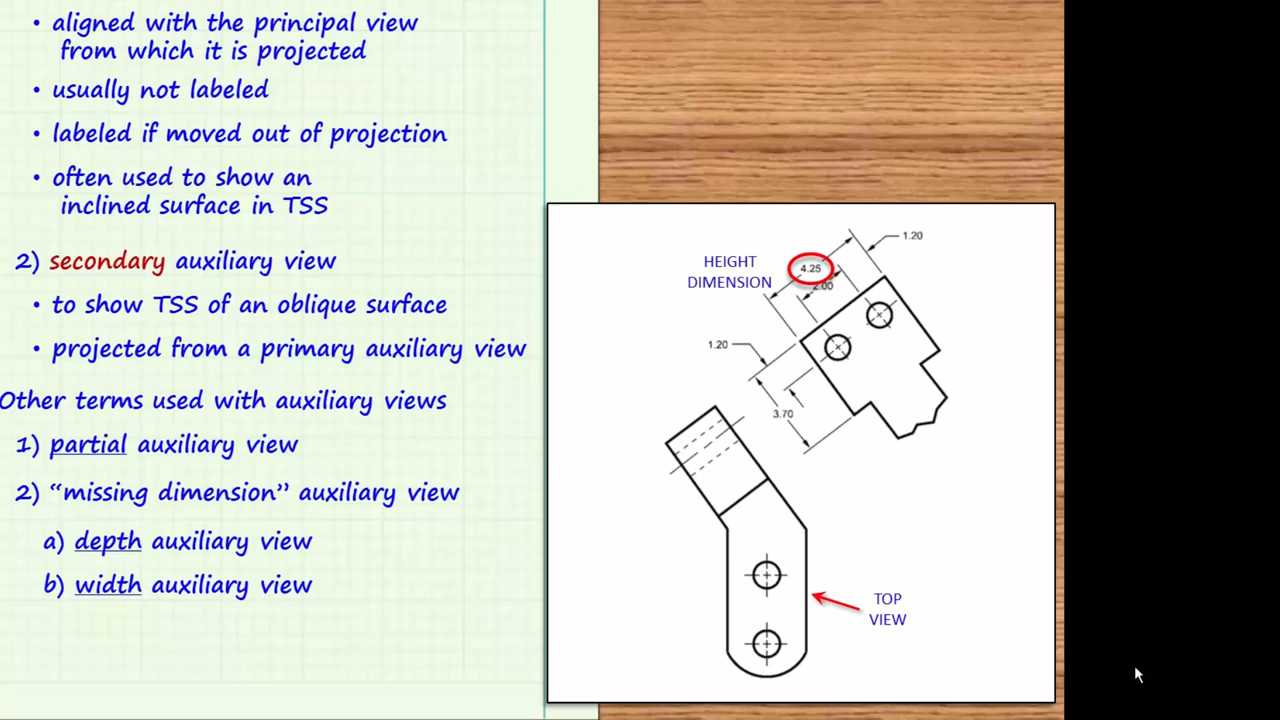 • aligned with the principal view
from which it is projected
• usually not labeled
• labeled if moved out of projection
• often used to show an
inclined surface in TSS
2) secondary auxiliary view
• to show TSS of an oblique surface
• projected from a primary auxiliary view
Other terms used with auxiliary views
1) partial auxiliary view
2) “missing dimension” auxiliary view
a) depth auxiliary view
b) width auxiliary view
1.20
HEIGHT
DIMENSION
4.25
2.00
1.20
3.70
TOP
VIEW